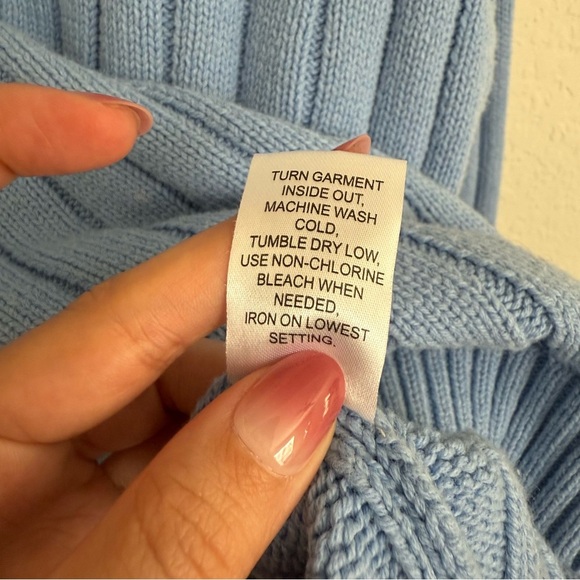 TURN GARMENT
INSIDE OUT,
MACHINE WASH
COLD,
TUMBLE DRY LOW,
USE NON-CHLORINE
BLEACH WHEN
NEEDED,
IRON ON LOWEST
SETTING.